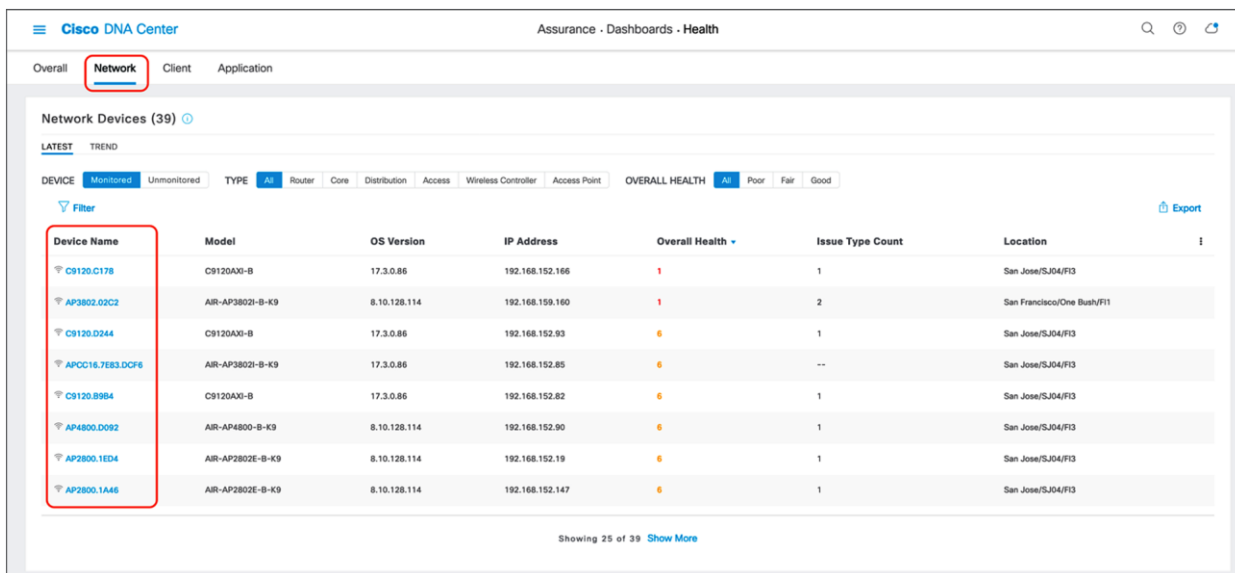 Cisco DNA Center Assurance · Dashboards · Health
Overall Network Client Application
Network Devices (39)
LATEST TREND
DEVICE Monitored Unmonitored TYPE All Router Core Distribution Access Wireless Controller Access Point OVERALL HEALTH All Poor Fair Good
Filter Export
Device Name Model OS Version IP Address Overall Health Issue Type Count Location
C9120.C178 C9120AXI-B 17.3.0.86 192.168.152.166 1 1 San Jose/SJ04/Fl3
AP3802.02C2 AIR-AP3802I-B-K9 8.10.128.114 192.168.159.160 1 2 San Francisco/One Bush/Fl1
C9120.D244 C9120AXI-B 17.3.0.86 192.168.152.93 6 1 San Jose/SJ04/Fl3
APCC16.7E83.DCF6 AIR-AP3802I-B-K9 17.3.0.86 192.168.152.85 6 -- San Jose/SJ04/Fl3
C9120.B9B4 C9120AXI-B 17.3.0.86 192.168.152.82 6 1 San Jose/SJ04/Fl3
AP4800.D092 AIR-AP4800-B-K9 8.10.128.114 192.168.152.90 6 1 San Jose/SJ04/Fl3
AP2800.1ED4 AIR-AP2802E-B-K9 8.10.128.114 192.168.152.19 6 1 San Jose/SJ04/Fl3
AP2800.1A46 AIR-AP2802E-B-K9 8.10.128.114 192.168.152.147 6 1 San Jose/SJ04/Fl3
Showing 25 of 39 Show More